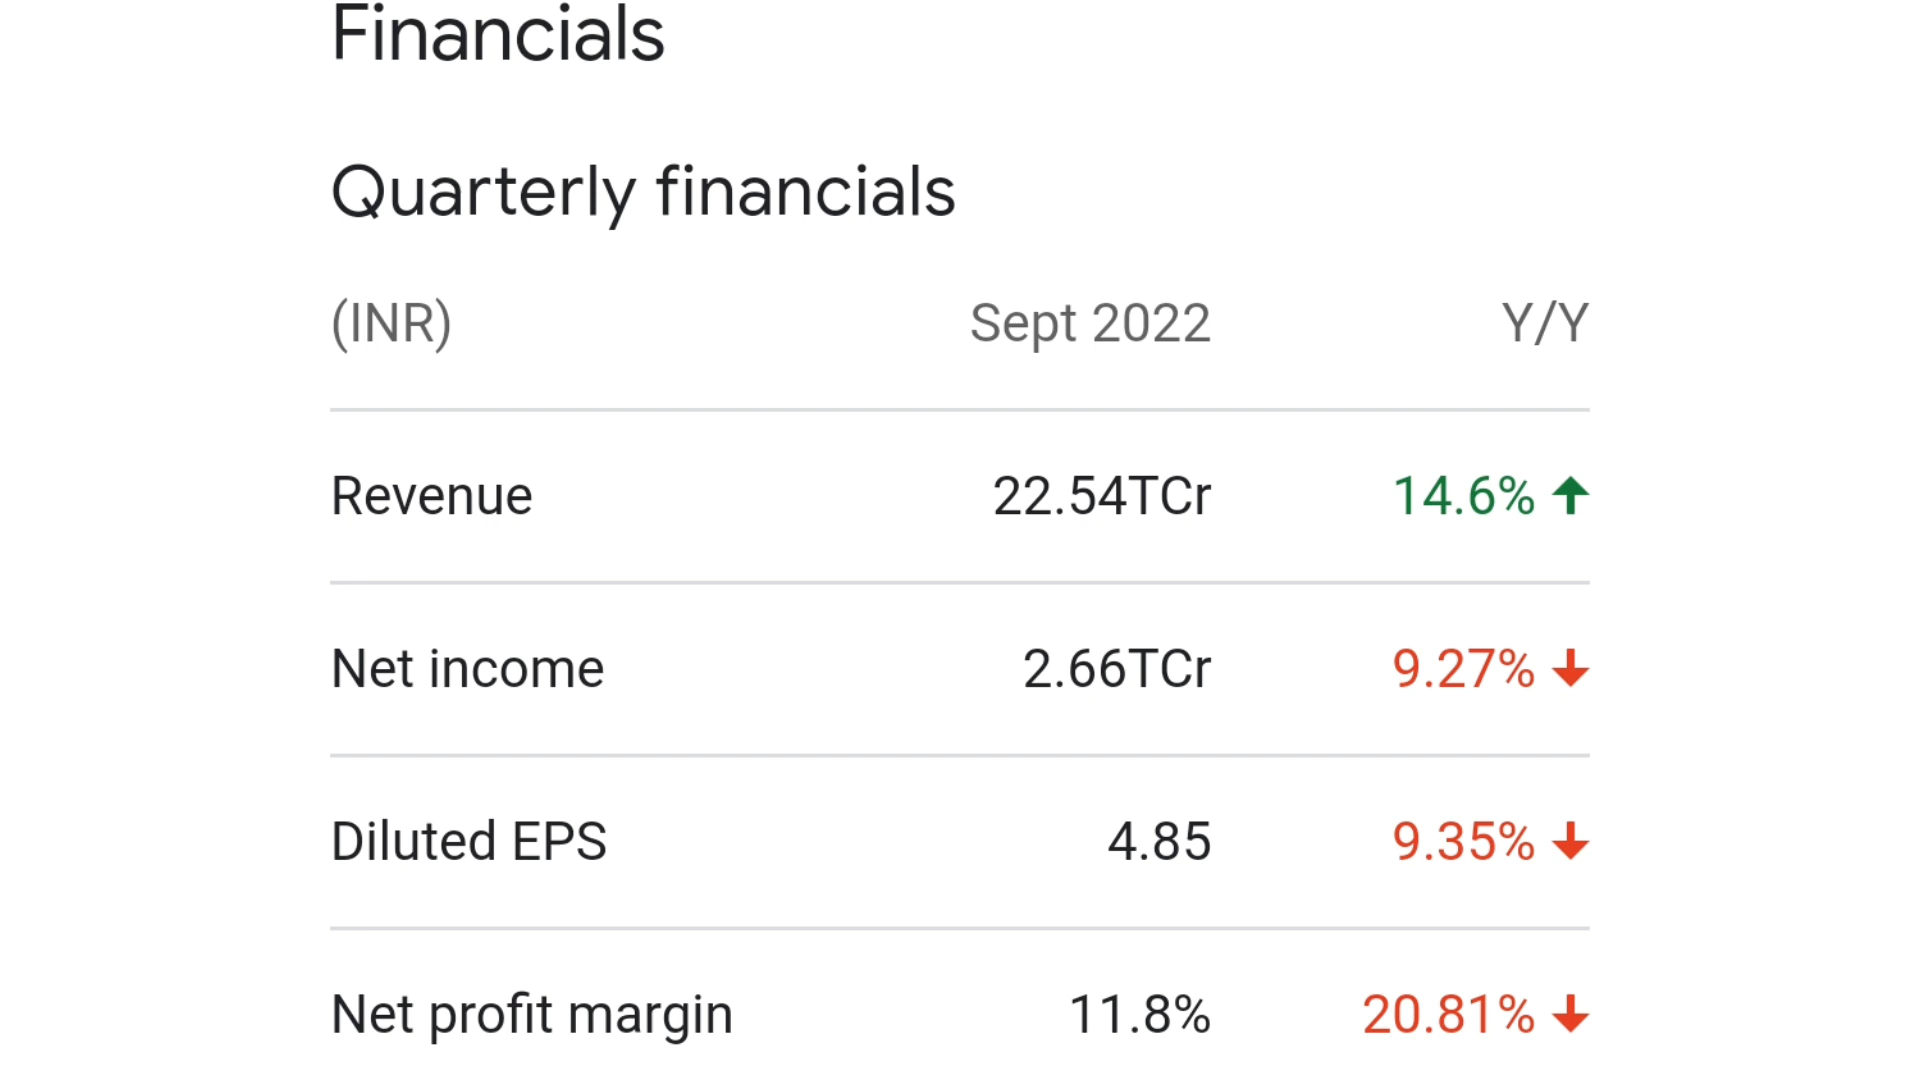 Financials
Quarterly financials
(INR) Sept 2022 Y/Y
Revenue 22.54TCr 14.6%
Net income 2.66TCr 9.27%
Diluted EPS 4.85 9.35%
Net profit margin 11.8% 20.81%